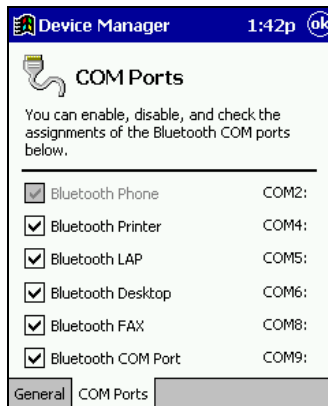 Device Manager 1:42p ok
COM Ports
You can enable, disable, and check the
assignments of the Bluetooth COM ports
below.
Bluetooth Phone COM2:
Bluetooth Printer COM4:
Bluetooth LAP COM5:
Bluetooth Desktop COM6:
Bluetooth FAX COM8:
Bluetooth COM Port COM9:
General COM Ports